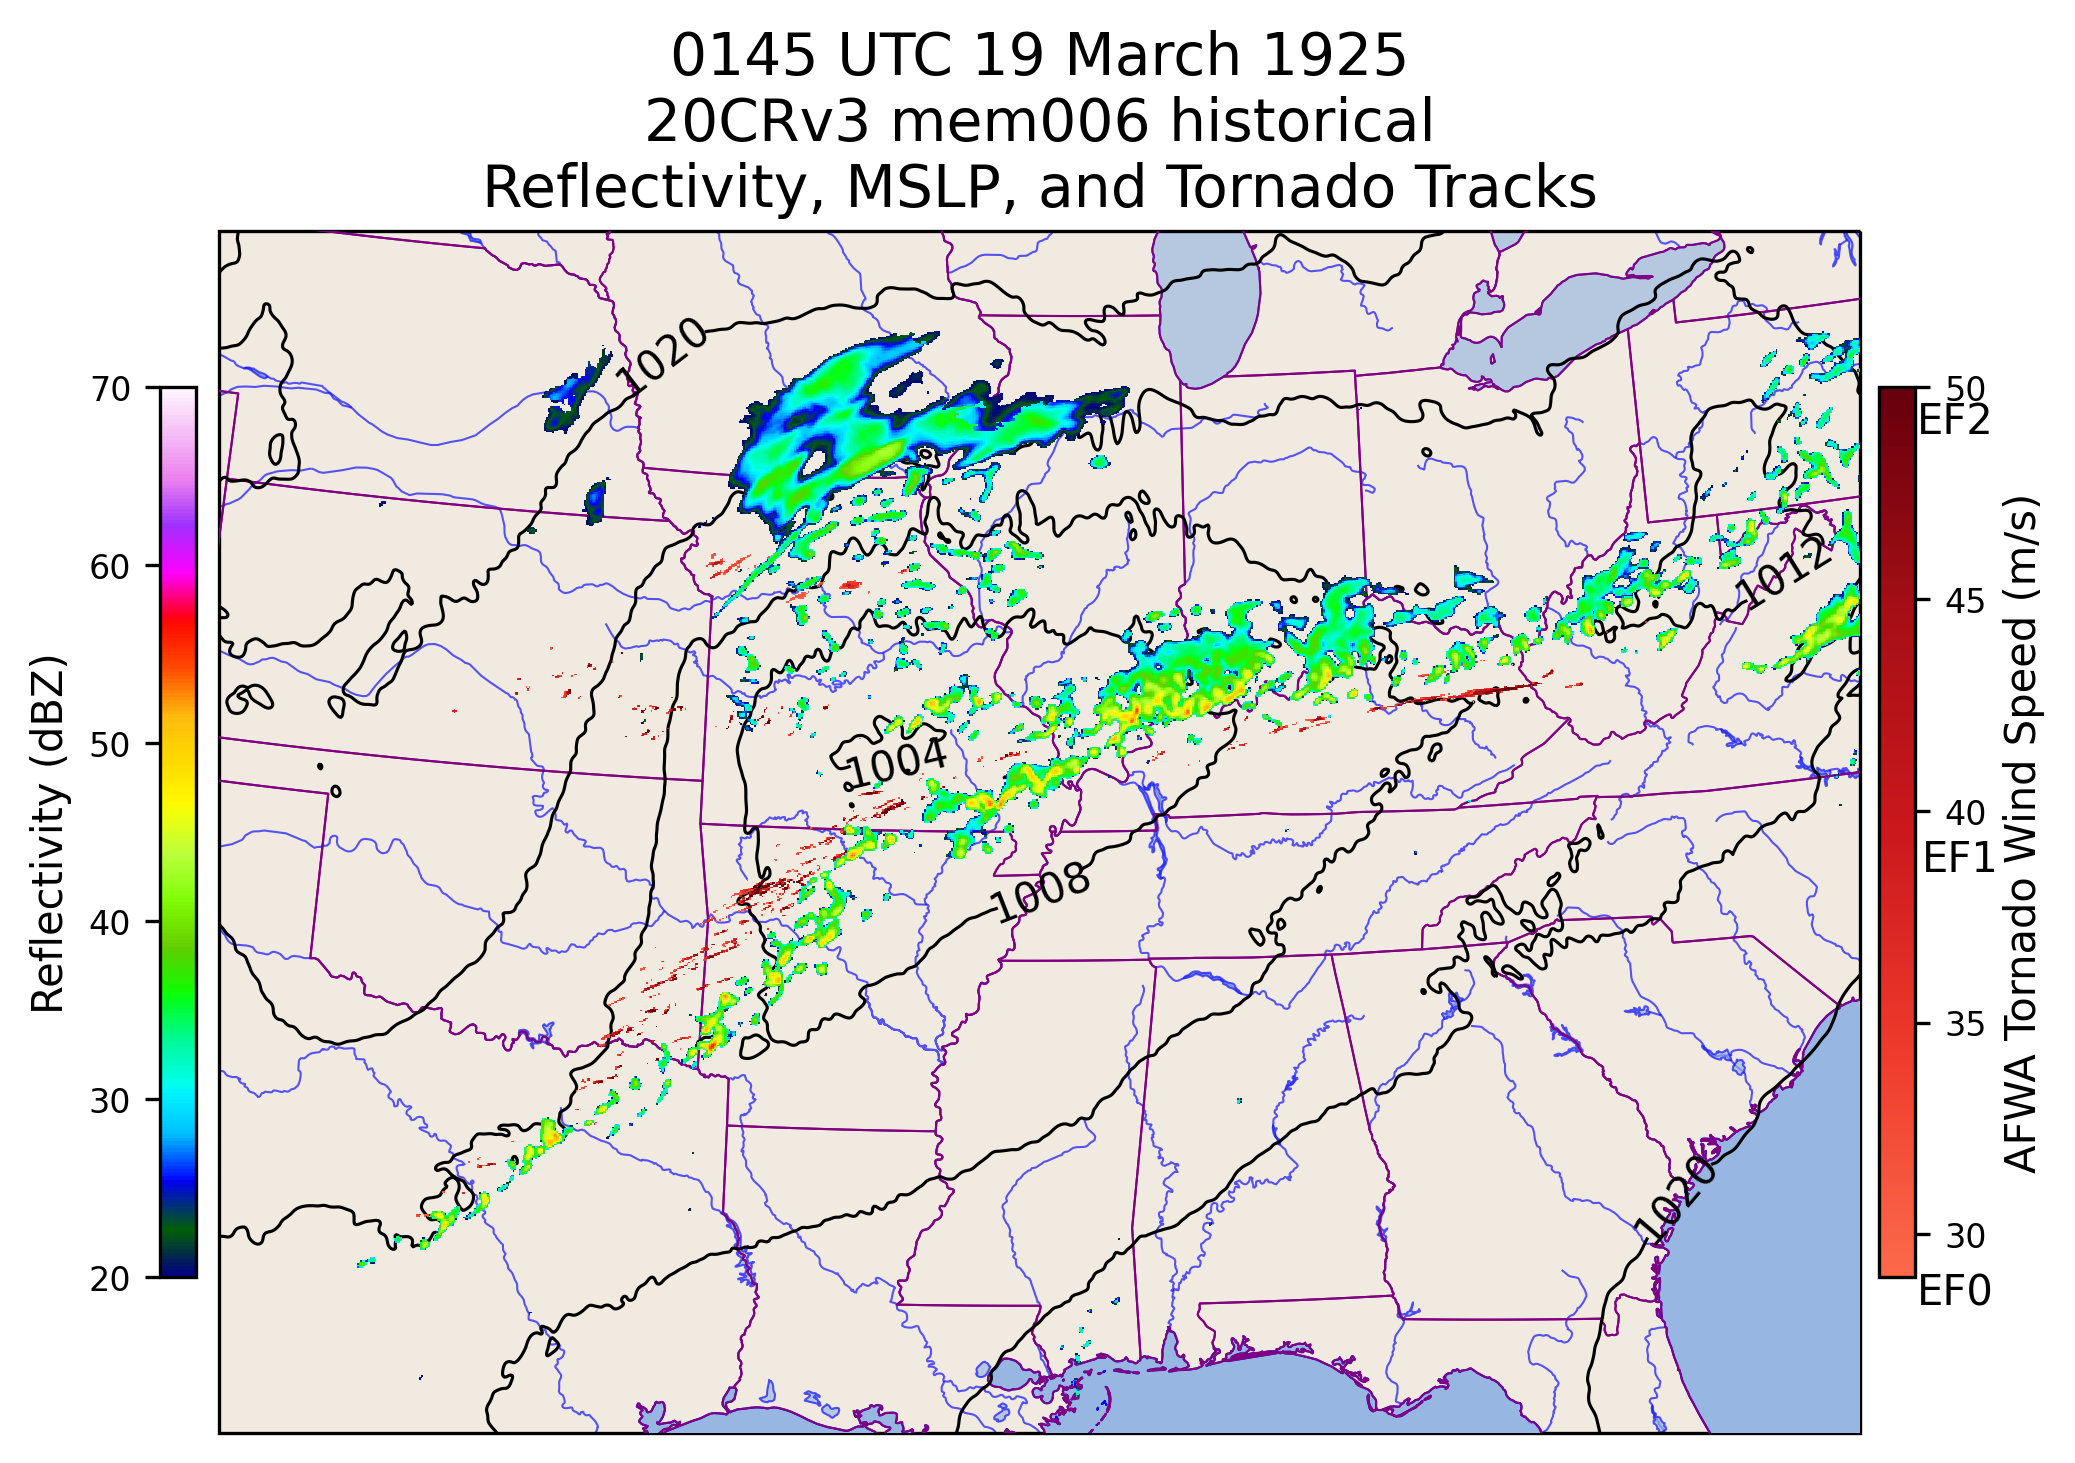 0145 UTC 19 March 1925
20CRv3 mem006 historical
Reflectivity, MSLP, and Tornado Tracks
Reflectivity (dBZ)
70
60
50
40
30
20
1020
1012
1004
1008
1020
50
EF2
45
40
EF1
35
30
EF0
AFWA Tornado Wind Speed (m/s)